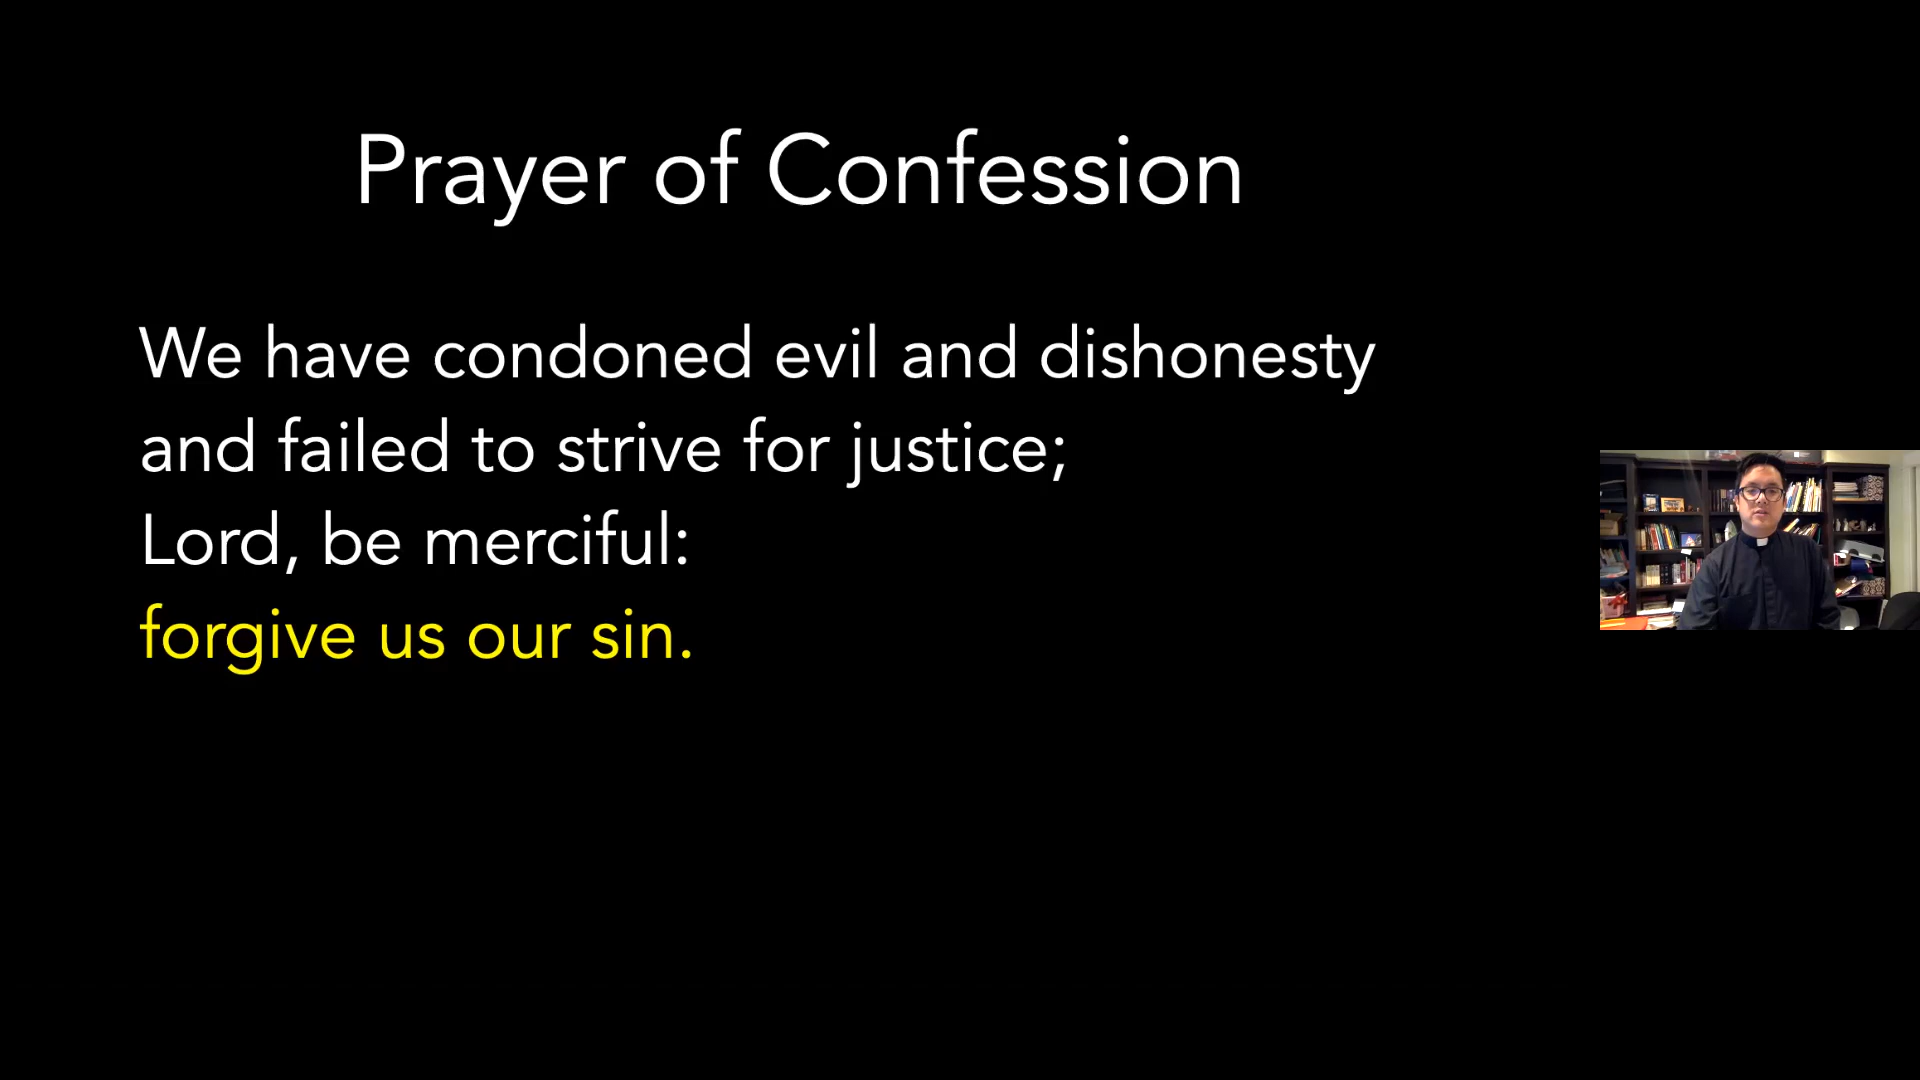 Prayer of Confession
We have condoned evil and dishonesty
and failed to strive for justice;
Lord, be merciful:
forgive us our sin.